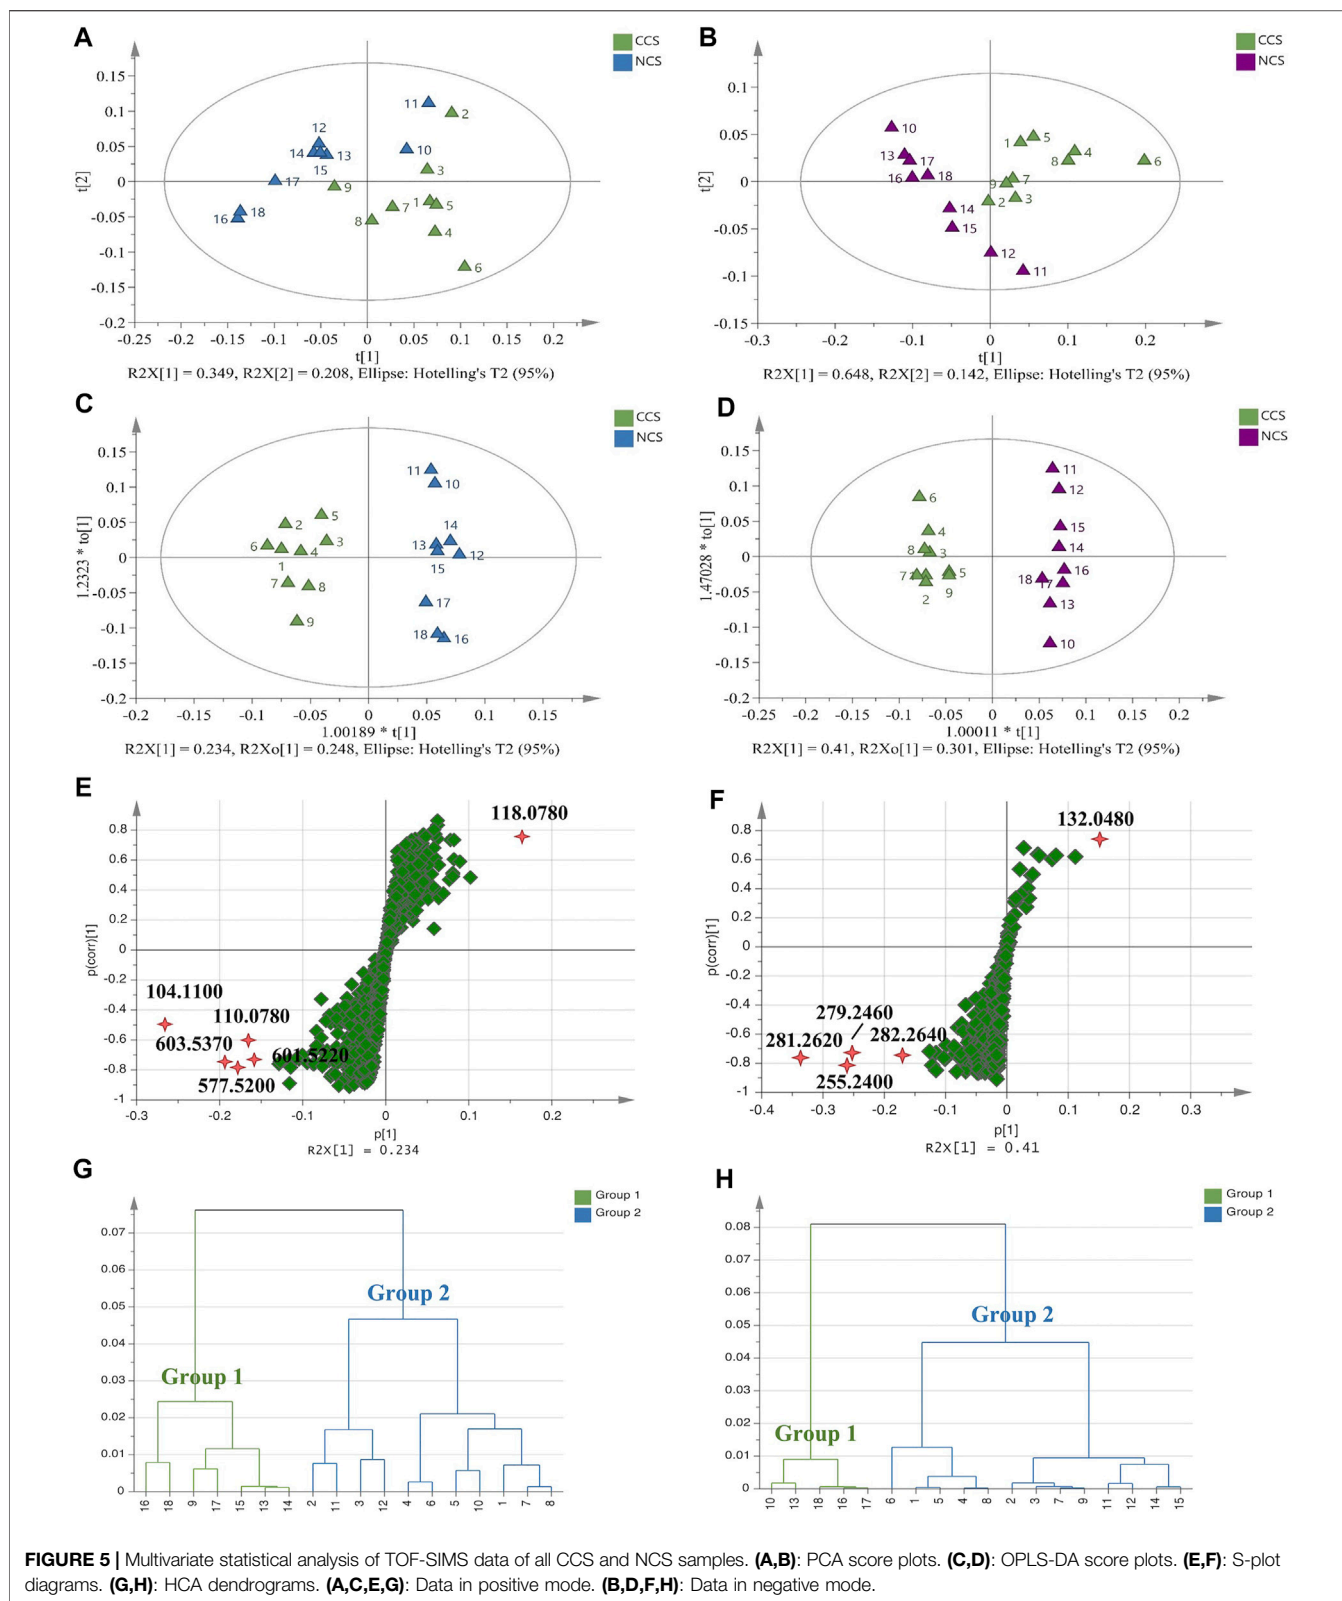 A
CCS
NCS
0.15
0.1
0.05
0
-0.05
-0.1
-0.15
-0.2
t[2]
11
2
12
10
14
13
15
3
17
9
1
5
7
18
16
8
4
6
-0.25 -0.2 -0.15 -0.1 -0.05 0 0.05 0.1 0.15 0.2
t[1]
R2X[1] = 0.349, R2X[2] = 0.208, Ellipse: Hotelling's T2 (95%)
B
CCS
NCS
0.1
0.05
0
-0.05
-0.1
-0.15
t[2]
10
5
1
13
4
17
8
6
16
18
7
9
2
3
14
15
12
11
-0.3 -0.2 -0.1 0 0.1 0.2
t[1]
R2X[1] = 0.648, R2X[2] = 0.142, Ellipse: Hotelling's T2 (95%)
C
CCS
NCS
0.15
0.1
0.05
0
-0.05
-0.1
-0.15
-0.2
1.2323 * to[1]
11
10
5
2
14
3
6
4
13
12
1
15
7
8
17
9
18
16
-0.2 -0.15 -0.1 -0.05 0 0.05 0.1 0.15 0.2
1.00189 * t[1]
R2X[1] = 0.234, R2Xo[1] = 0.248, Ellipse: Hotelling's T2 (95%)
D
CCS
NCS
0.15
0.1
0.05
0
-0.05
-0.1
-0.15
-0.2
1.47028 * to[1]
11
6
12
4
15
8
3
14
7
5
16
18
17
2
9
13
10
-0.25 -0.2 -0.15 -0.1 -0.05 0 0.05 0.1 0.15 0.2 0.25
1.00011 * t[1]
R2X[1] = 0.41, R2Xo[1] = 0.301, Ellipse: Hotelling's T2 (95%)
E
0.8
0.6
0.4
0.2
0
-0.2
-0.4
-0.6
-0.8
-1
p(corr)[1]
118.0780
104.1100
110.0780
603.5370
601.5220
577.5200
-0.3 -0.2 -0.1 0 0.1 0.2
p[1]
R2X[1] = 0.234
F
0.8
0.6
0.4
0.2
0
-0.2
-0.4
-0.6
-0.8
-1
p(corr)[1]
132.0480
279.2460
281.2620
282.2640
255.2400
-0.4 -0.3 -0.2 -0.1 0 0.1 0.2 0.3
p[1]
R2X[1] = 0.41
G
Group 1
Group 2
0.07
0.06
0.05
0.04
0.03
0.02
0.01
0
Group 2
Group 1
16 18 9 17 15 13 14 2 11 3 12 4 6 5 10 1 7 8
H
Group 1
Group 2
0.08
0.07
0.06
0.05
0.04
0.03
0.02
0.01
0
Group 2
Group 1
10 13 18 16 17 6 1 5 4 8 2 3 7 9 11 12 14 15
FIGURE 5 | Multivariate statistical analysis of TOF-SIMS data of all CCS and NCS samples. (A,B): PCA score plots. (C,D): OPLS-DA score plots. (E,F): S-plot
diagrams. (G,H): HCA dendrograms. (A,C,E,G): Data in positive mode. (B,D,F,H): Data in negative mode.